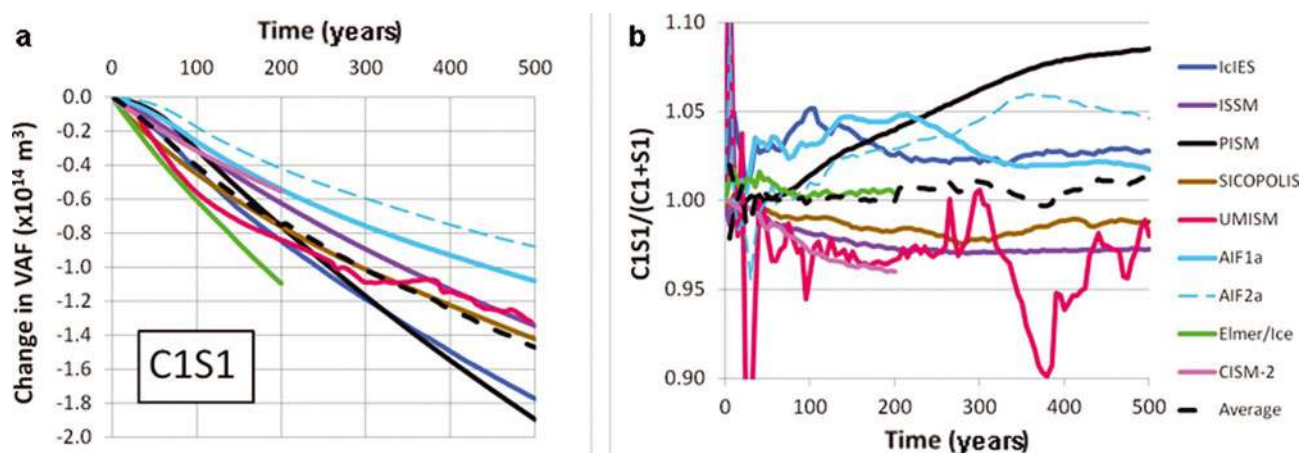 a
Time (years)
0 100 200 300 400 500
0.0
-0.2
-0.4
-0.6
-0.8
-1.0
-1.2
-1.4
-1.6
-1.8
-2.0
Change in VAF (x10¹⁴ m³)
C1S1
b
1.10
1.05
1.00
0.95
0.90
C1S1/(C1+S1)
0 100 200 300 400 500
Time (years)
IcIES
ISSM
PISM
SICOPOLIS
UMISM
AIF1a
AIF2a
Elmer/Ice
CISM-2
Average